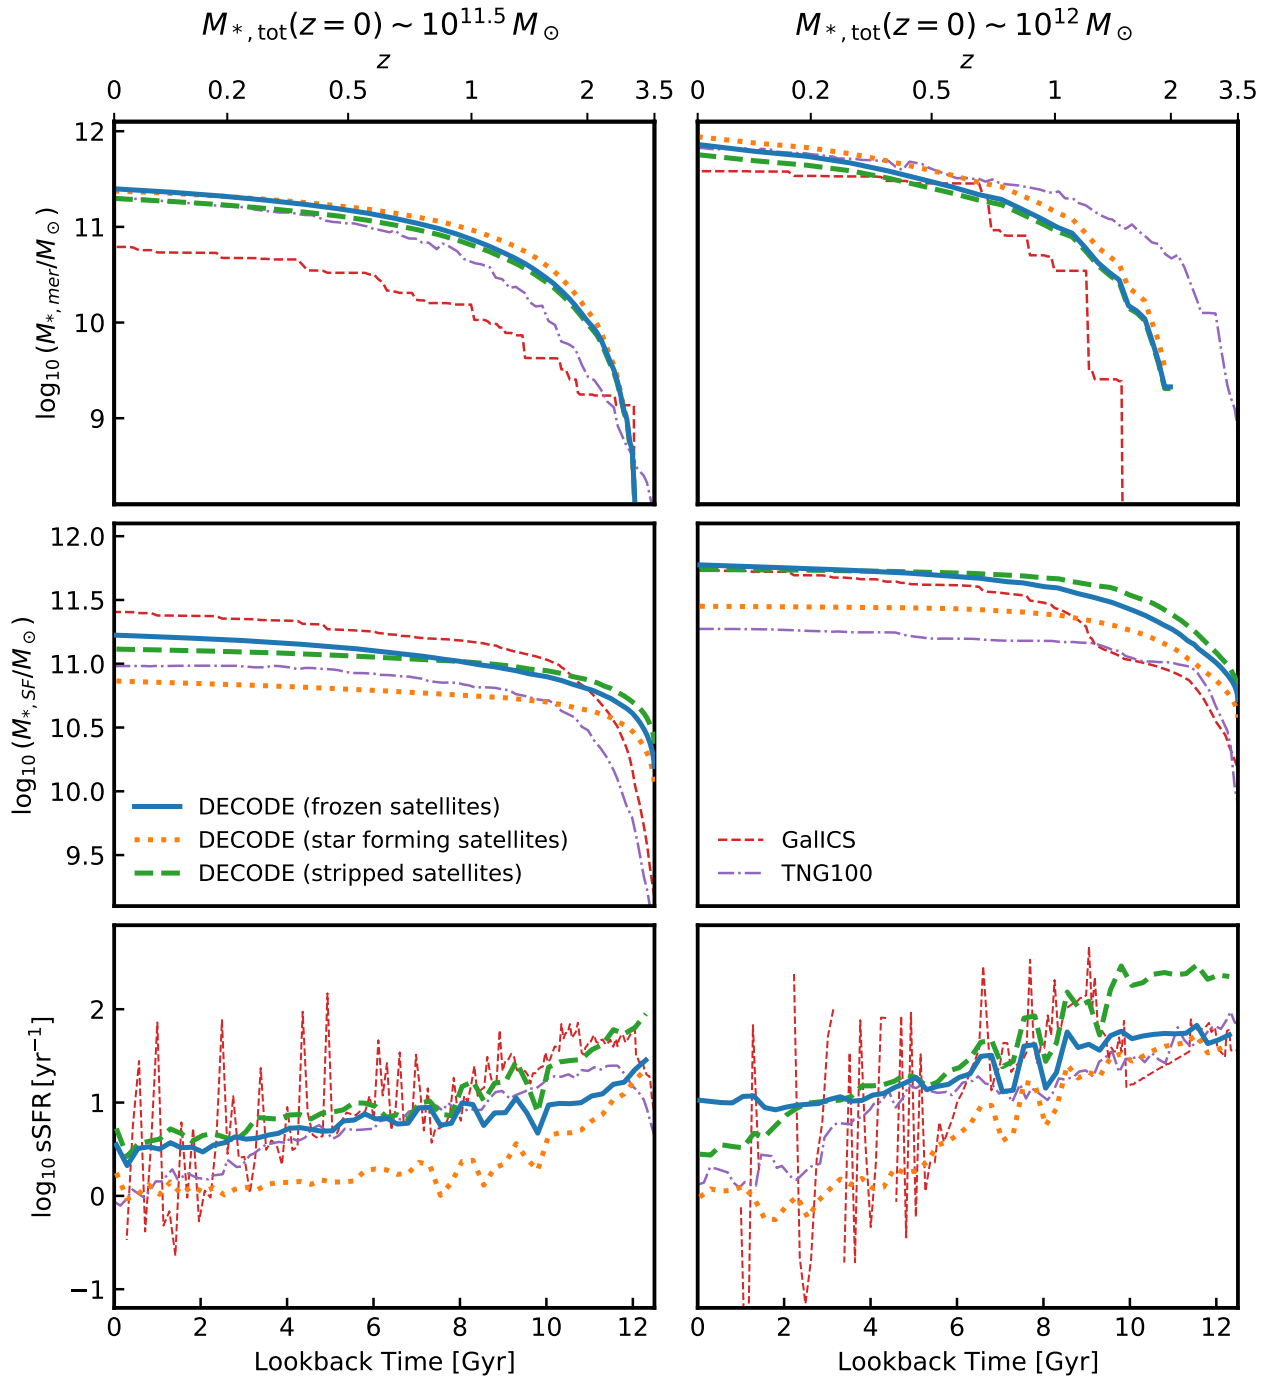 M*,tot(z = 0) ~ 10^11.5 M⊙
M*,tot(z = 0) ~ 10^12 M⊙
z
z
0 0.2 0.5 1 2 3.5
0 0.2 0.5 1 2 3.5
log10 (M*,mer/M⊙)
12
11
10
9
log10 (M*,SF/M⊙)
12.0
11.5
11.0
10.5
10.0
9.5
DECODE (frozen satellites)
DECODE (star forming satellites)
DECODE (stripped satellites)
GalICS
TNG100
log10 sSFR [yr^−1]
2
1
0
−1
0 2 4 6 8 10 12
0 2 4 6 8 10 12
Lookback Time [Gyr]
Lookback Time [Gyr]